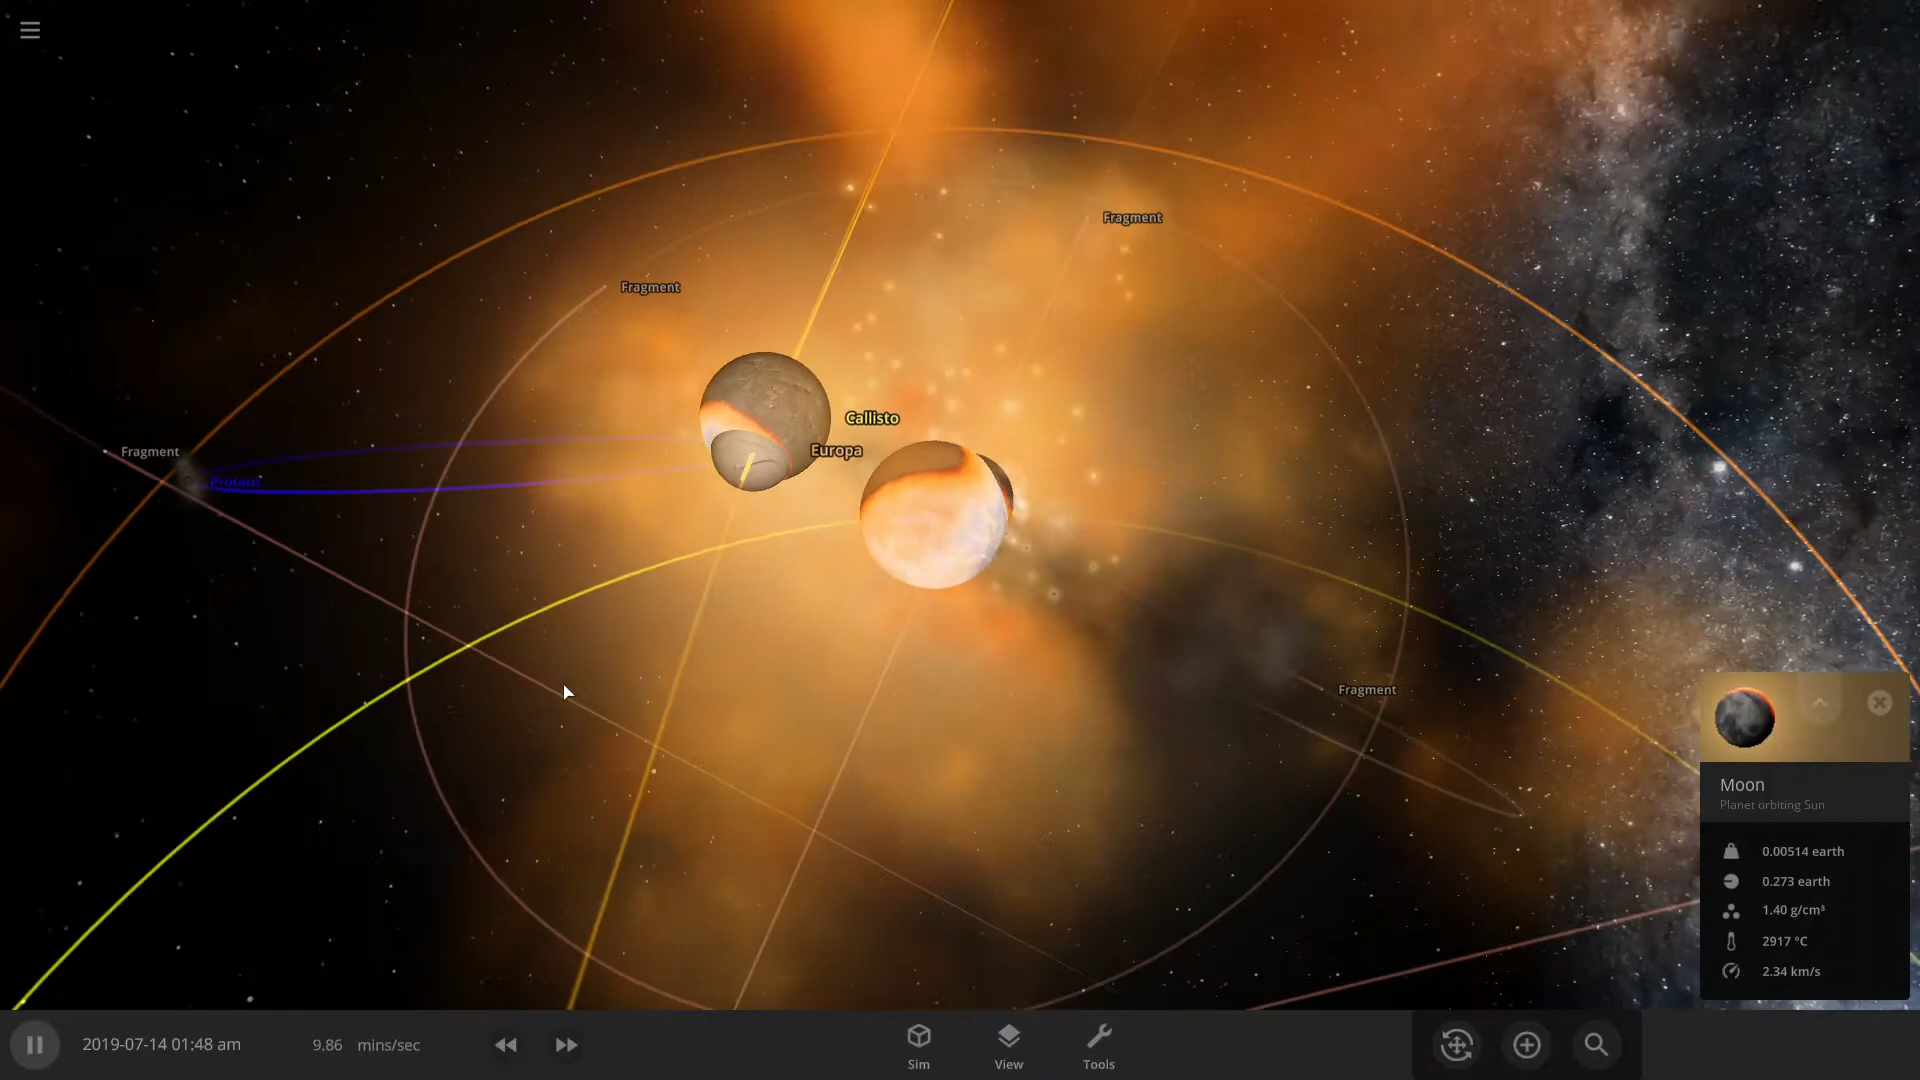 Fragment
Fragment
Callisto
Europa
Fragment
Proteus
Fragment
Moon
Planet orbiting Sun
0.00514 earth
0.273 earth
1.40 g/cm³
2917 °C
2.34 km/s
2019-07-14 01:48 am
9.86 mins/sec
Sim
View
Tools